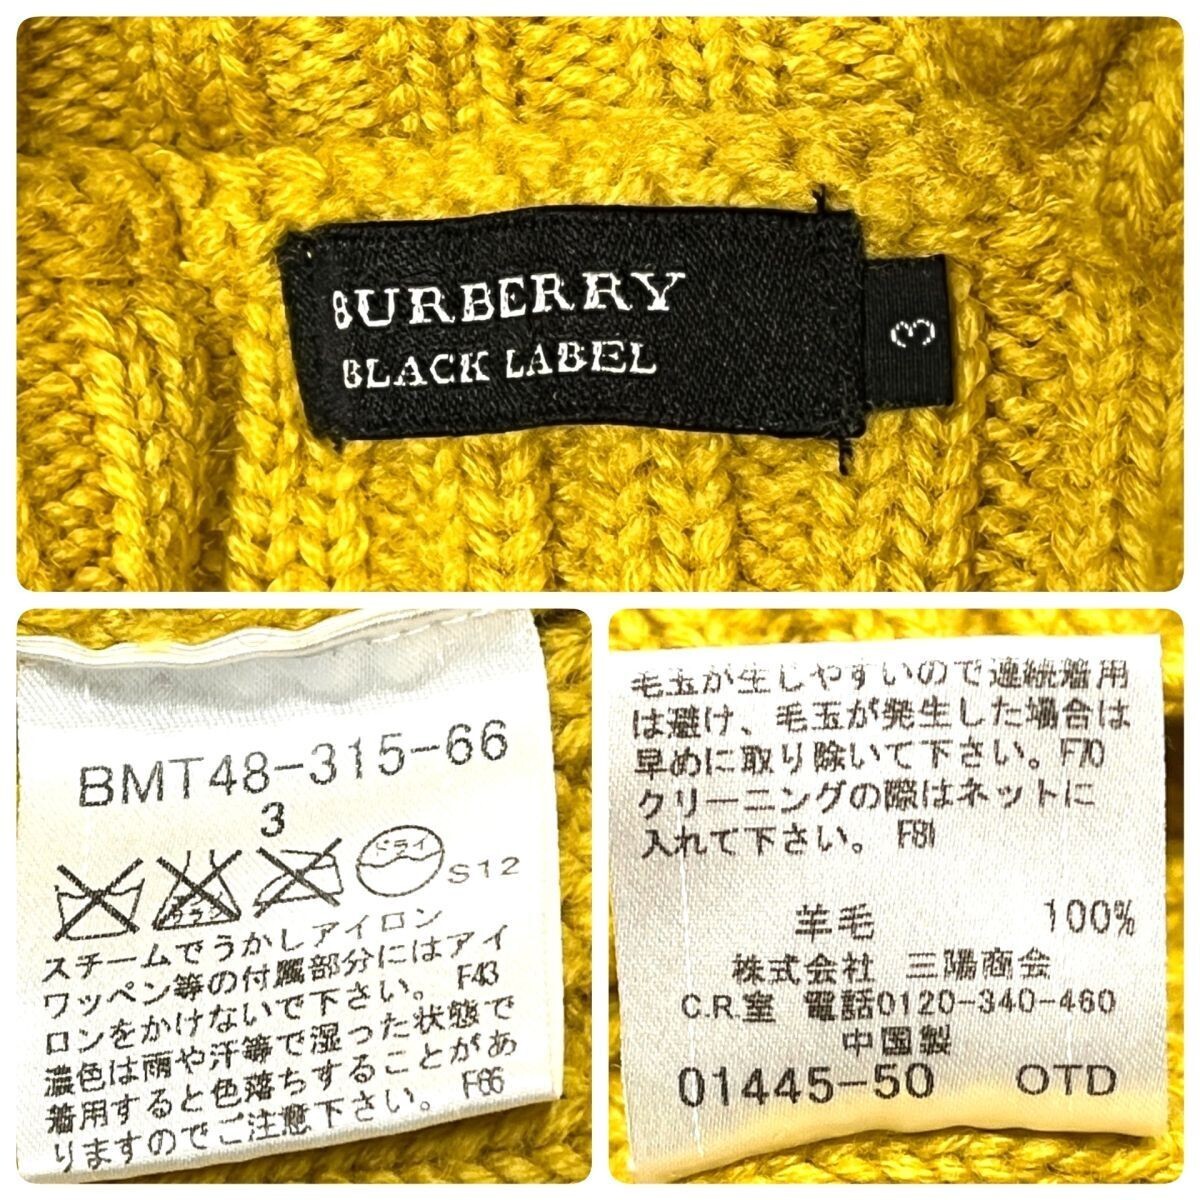 BURBERRY
BLACK LABEL
3
BMT48-315-66
3
エンソ
ドライ
S12
スチームでうかしアイロン
ワッペン等の付属部分にはアイ
ロンをかけないで下さい。 F43
濃色は雨や汗等で湿った状態で
着用すると色落ちすることがあ
りますのでご注意下さい。 F66
毛玉が生じやすいので連続着用
は避け、毛玉が発生した場合は
早めに取り除いて下さい。F70
クリーニングの際はネットに
入れて下さい。 F81
羊毛 100%
株式会社 三陽商会
C.R.室 電話0120-340-460
中国製
01445-50 OTD